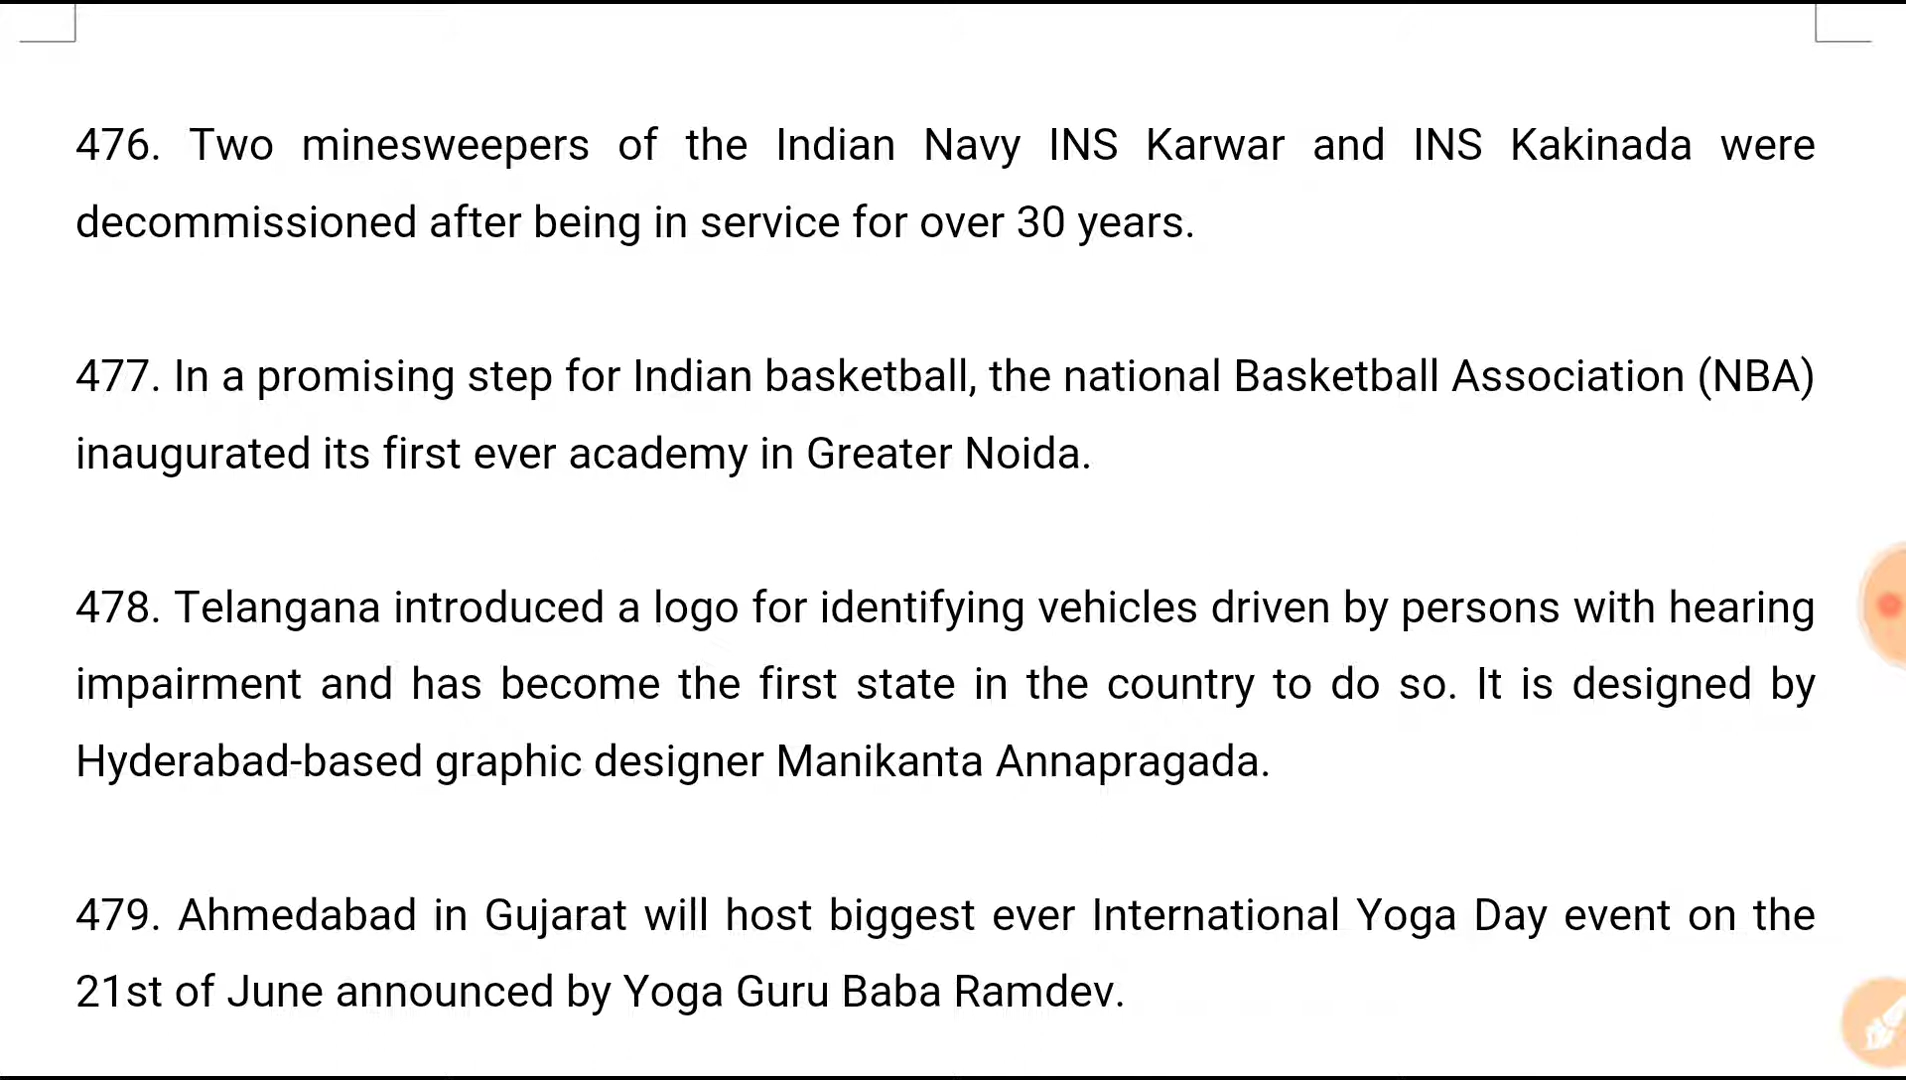 476. Two minesweepers of the Indian Navy INS Karwar and INS Kakinada were
decommissioned after being in service for over 30 years.
477. In a promising step for Indian basketball, the national Basketball Association (NBA)
inaugurated its first ever academy in Greater Noida.
478. Telangana introduced a logo for identifying vehicles driven by persons with hearing
impairment and has become the first state in the country to do so. It is designed by
Hyderabad-based graphic designer Manikanta Annapragada.
479. Ahmedabad in Gujarat will host biggest ever International Yoga Day event on the
21st of June announced by Yoga Guru Baba Ramdev.